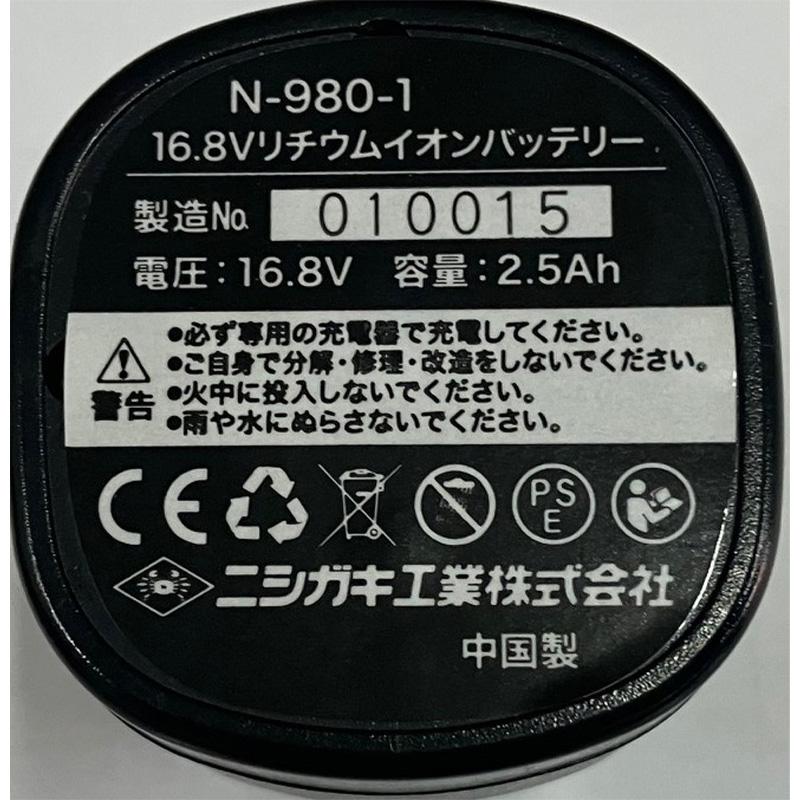 N-980-1
16.8Vリチウムイオンバッテリー
製造No. 010015
電圧：16.8V 容量：2.5Ah
警告
●必ず専用の充電器で充電してください。
●ご自身で分解・修理・改造をしないでください。
●火中に投入しないでください。
●雨や水にぬらさないでください。
CE PSE
ニシガキ工業株式会社
中国製